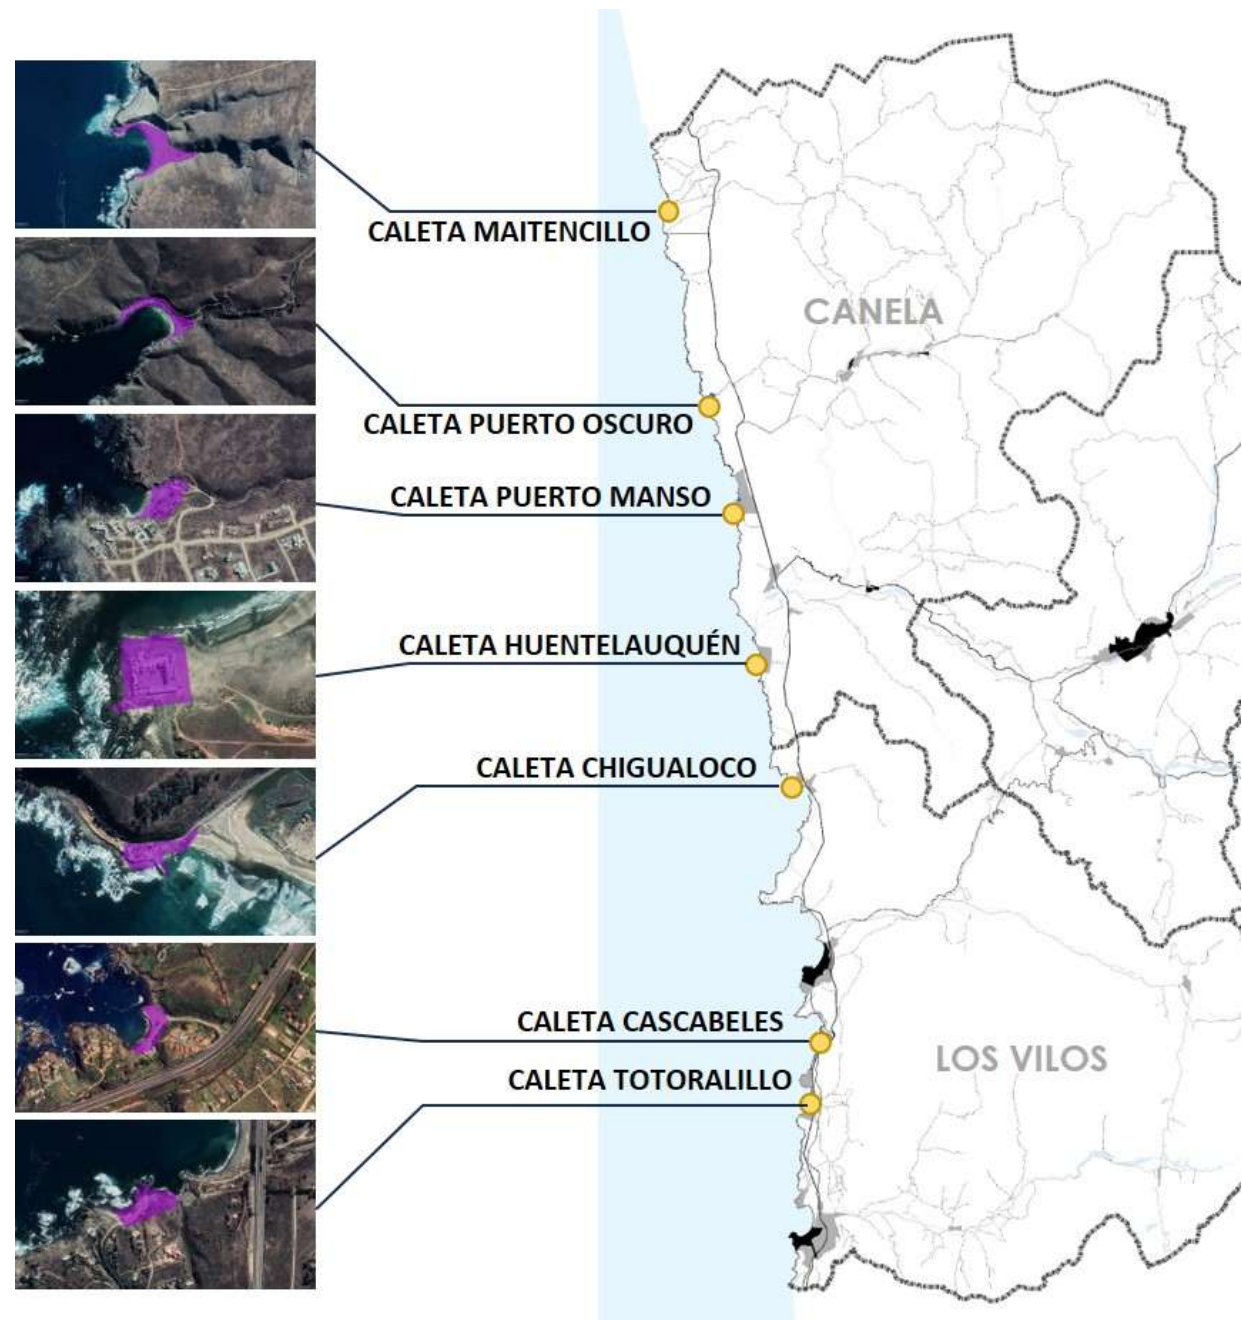 CALETA MAITENCILLO
CANELA
CALETA PUERTO OSCURO
CALETA PUERTO MANSO
CALETA HUENTELAUQUÉN
CALETA CHIGUALOCO
CALETA CASCABELES
LOS VILOS
CALETA TOTORALILLO